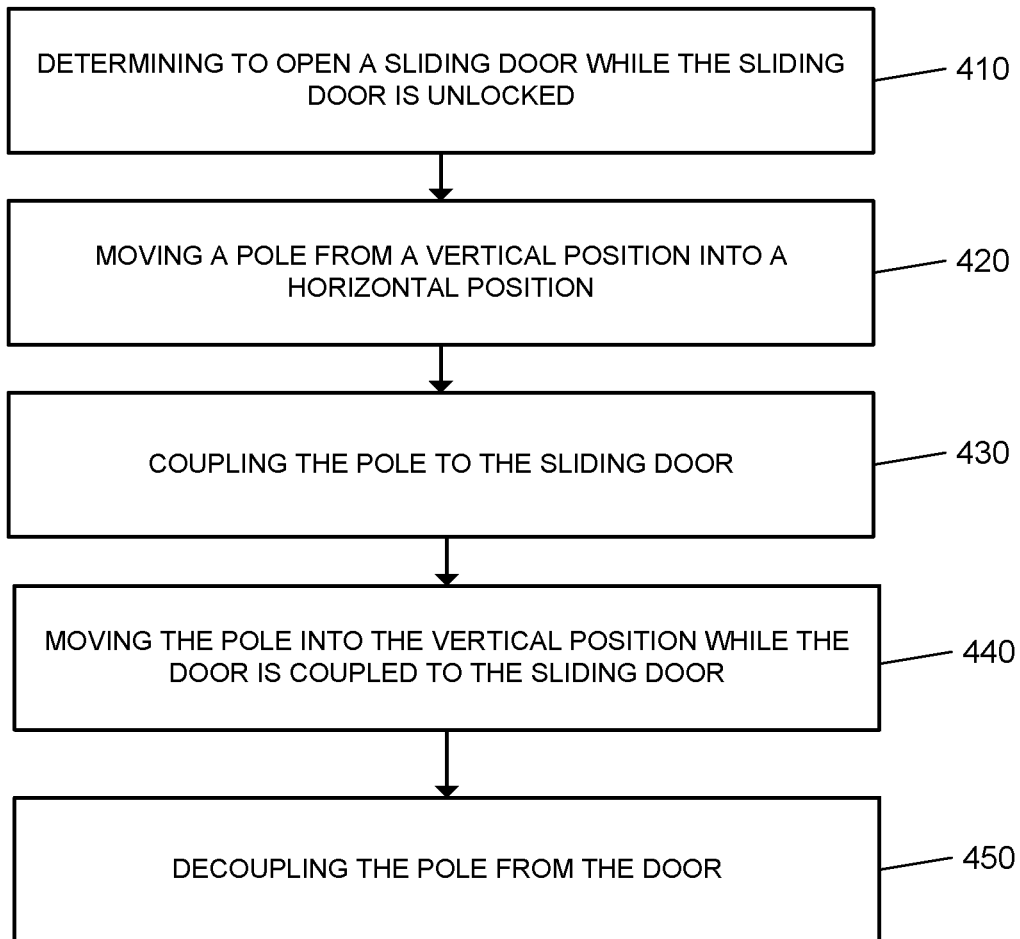 DETERMINING TO OPEN A SLIDING DOOR WHILE THE SLIDING
DOOR IS UNLOCKED
410
MOVING A POLE FROM A VERTICAL POSITION INTO A
HORIZONTAL POSITION
420
COUPLING THE POLE TO THE SLIDING DOOR
430
MOVING THE POLE INTO THE VERTICAL POSITION WHILE THE
DOOR IS COUPLED TO THE SLIDING DOOR
440
DECOUPLING THE POLE FROM THE DOOR
450